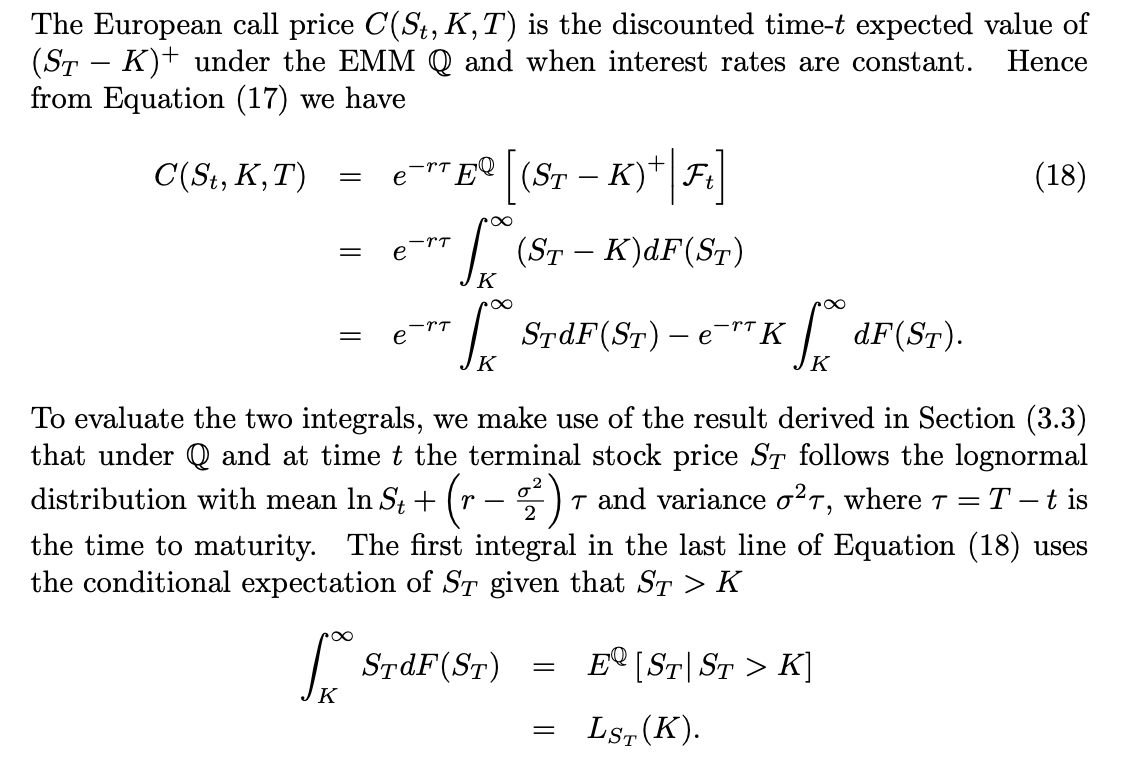 The European call price C(S_t, K, T) is the discounted time-t expected value of
(S_T − K)^+ under the EMM ℚ and when interest rates are constant. Hence
from Equation (17) we have
C(S_t, K, T) = e^{−rτ} E^ℚ [ (S_T − K)^+ | ℱ_t ] (18)
= e^{−rτ} ∫_K^∞ (S_T − K)dF(S_T)
= e^{−rτ} ∫_K^∞ S_T dF(S_T) − e^{−rτ} K ∫_K^∞ dF(S_T).
To evaluate the two integrals, we make use of the result derived in Section (3.3)
that under ℚ and at time t the terminal stock price S_T follows the lognormal
distribution with mean ln S_t + (r − σ²/2) τ and variance σ²τ, where τ = T − t is
the time to maturity. The first integral in the last line of Equation (18) uses
the conditional expectation of S_T given that S_T > K
∫_K^∞ S_T dF(S_T) = E^ℚ [S_T | S_T > K]
= L_{S_T}(K).